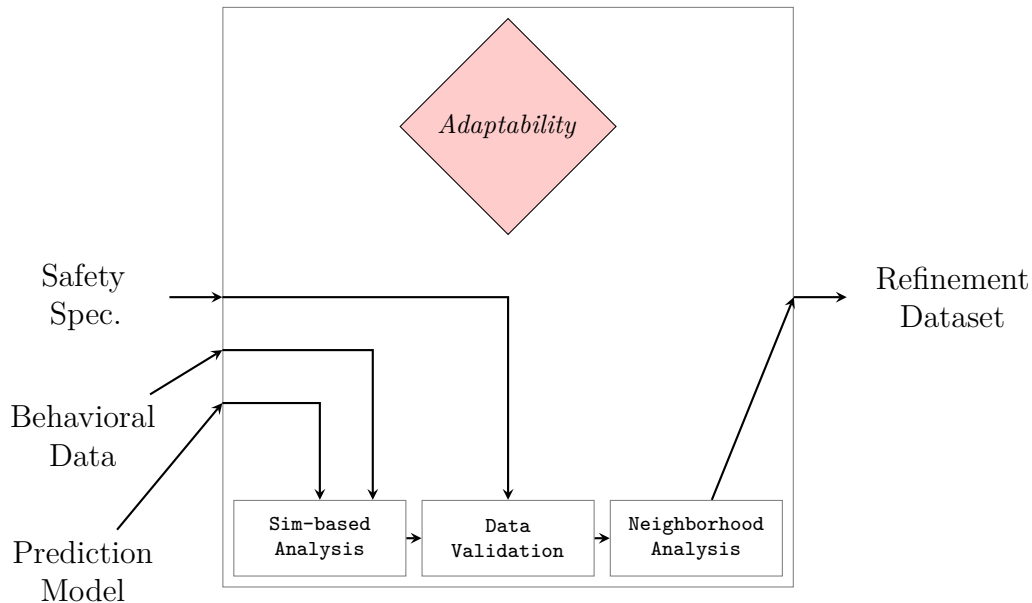 Adaptability
Safety
Spec.
Refinement
Dataset
Behavioral
Data
Prediction
Model
Sim-based
Analysis
Data
Validation
Neighborhood
Analysis